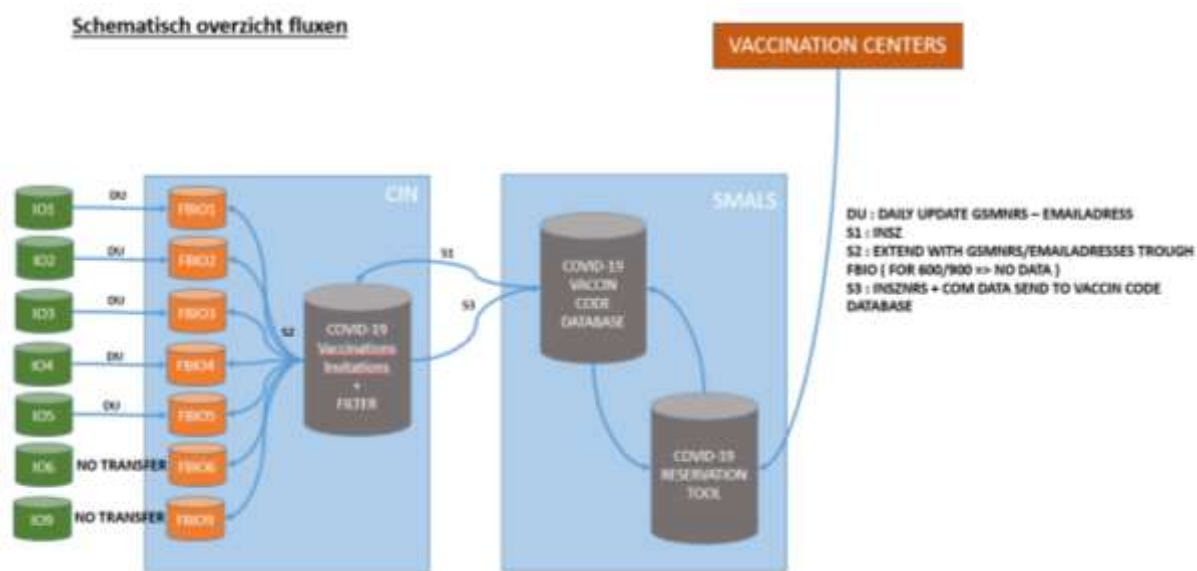 Schematisch overzicht fluxen
VACCINATION CENTERS
CIN
SMALS
IO1
DU
FBIO1
IO2
DU
FBIO2
IO3
DU
FBIO3
IO4
DU
FBIO4
IO5
DU
FBIO5
IO6
NO TRANSFER
FBIO6
IO9
NO TRANSFER
FBIO9
S2
COVID-19
Vaccinations
Invitations
+
FILTER
S1
S3
COVID-19
VACCIN
CODE
DATABASE
COVID-19
RESERVATION
TOOL
DU : DAILY UPDATE GSMNRS – EMAILADRESS
S1 : INSZ
S2 : EXTEND WITH GSMNRS/EMAILADRESSES TROUGH
FBIO ( FOR 600/900 => NO DATA )
S3 : INSZNRS + COM DATA SEND TO VACCIN CODE
DATABASE